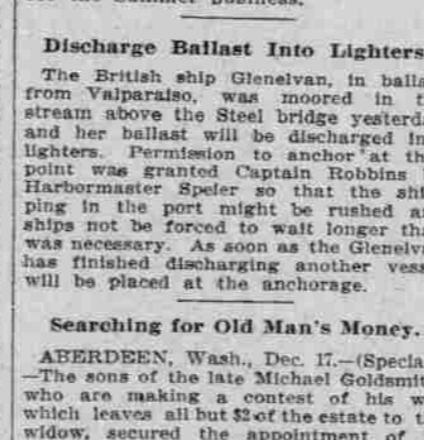 Discharge Ballast Into Lighters
The British ship Glenelvan, in balla
from Valparaiso, was moored in t
stream above the Steel bridge yesterda
and her ballast will be discharged in
lighters. Permission to anchor at th
point was granted Captain Robbins
Harbormaster Speier so that the shi
ping in the port might be rushed a
ships not be forced to wait longer tha
was necessary. As soon as the Glenelva
has finished discharging another vess
will be placed at the anchorage.
Searching for Old Man's Money.
ABERDEEN, Wash., Dec. 17.—(Specia
—The sons of the late Michael Goldsmit
who are making a contest of his w
which leaves all but $2 of the estate to t
widow, secured the appointment of